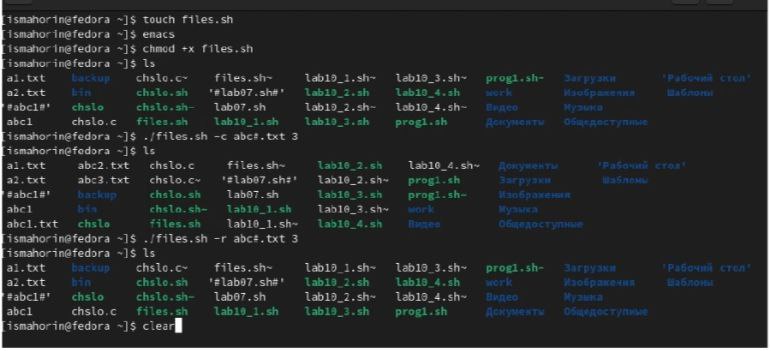 [ismahorin@fedora ~]$ touch files.sh
[ismahorin@fedora ~]$ emacs
[ismahorin@fedora ~]$ chmod +x files.sh
[ismahorin@fedora ~]$ ls
a1.txt backup chslo.c~ files.sh~ lab10_1.sh~ lab10_3.sh~ prog1.sh~ Загрузки 'Рабочий стол'
a2.txt bin chslo.sh '#lab07.sh#' lab10_2.sh lab10_4.sh work Изображения Шаблоны
'#abc1#' chslo chslo.sh~ lab07.sh lab10_2.sh~ lab10_4.sh~ Видео Музыка
abc1 chslo.c files.sh lab10_1.sh lab10_3.sh prog1.sh Документы Общедоступные
[ismahorin@fedora ~]$ ./files.sh -c abc#.txt 3
[ismahorin@fedora ~]$ ls
a1.txt abc2.txt chslo.c files.sh~ lab10_2.sh lab10_4.sh~ Документы 'Рабочий стол'
a2.txt abc3.txt chslo.c~ '#lab07.sh#' lab10_2.sh~ prog1.sh Загрузки Шаблоны
'#abc1#' backup chslo.sh lab07.sh lab10_3.sh prog1.sh~ Изображения
abc1 bin chslo.sh~ lab10_1.sh lab10_3.sh~ work Музыка
abc1.txt chslo files.sh lab10_1.sh~ lab10_4.sh Видео Общедоступные
[ismahorin@fedora ~]$ ./files.sh -r abc#.txt 3
[ismahorin@fedora ~]$ ls
a1.txt backup chslo.c~ files.sh~ lab10_1.sh~ lab10_3.sh~ prog1.sh~ Загрузки 'Рабочий стол'
a2.txt bin chslo.sh '#lab07.sh#' lab10_2.sh lab10_4.sh work Изображения Шаблоны
'#abc1#' chslo chslo.sh~ lab07.sh lab10_2.sh~ lab10_4.sh~ Видео Музыка
abc1 chslo.c files.sh lab10_1.sh lab10_3.sh prog1.sh Документы Общедоступные
[ismahorin@fedora ~]$ clear